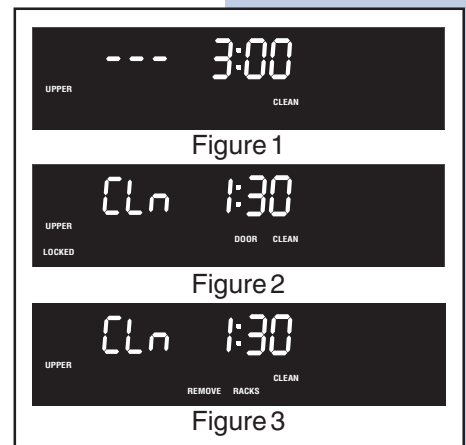 --- 3:00
UPPER
CLEAN
Figure 1
CLn 1:30
UPPER
DOOR CLEAN
LOCKED
Figure 2
CLn 1:30
UPPER
CLEAN
REMOVE RACKS
Figure 3